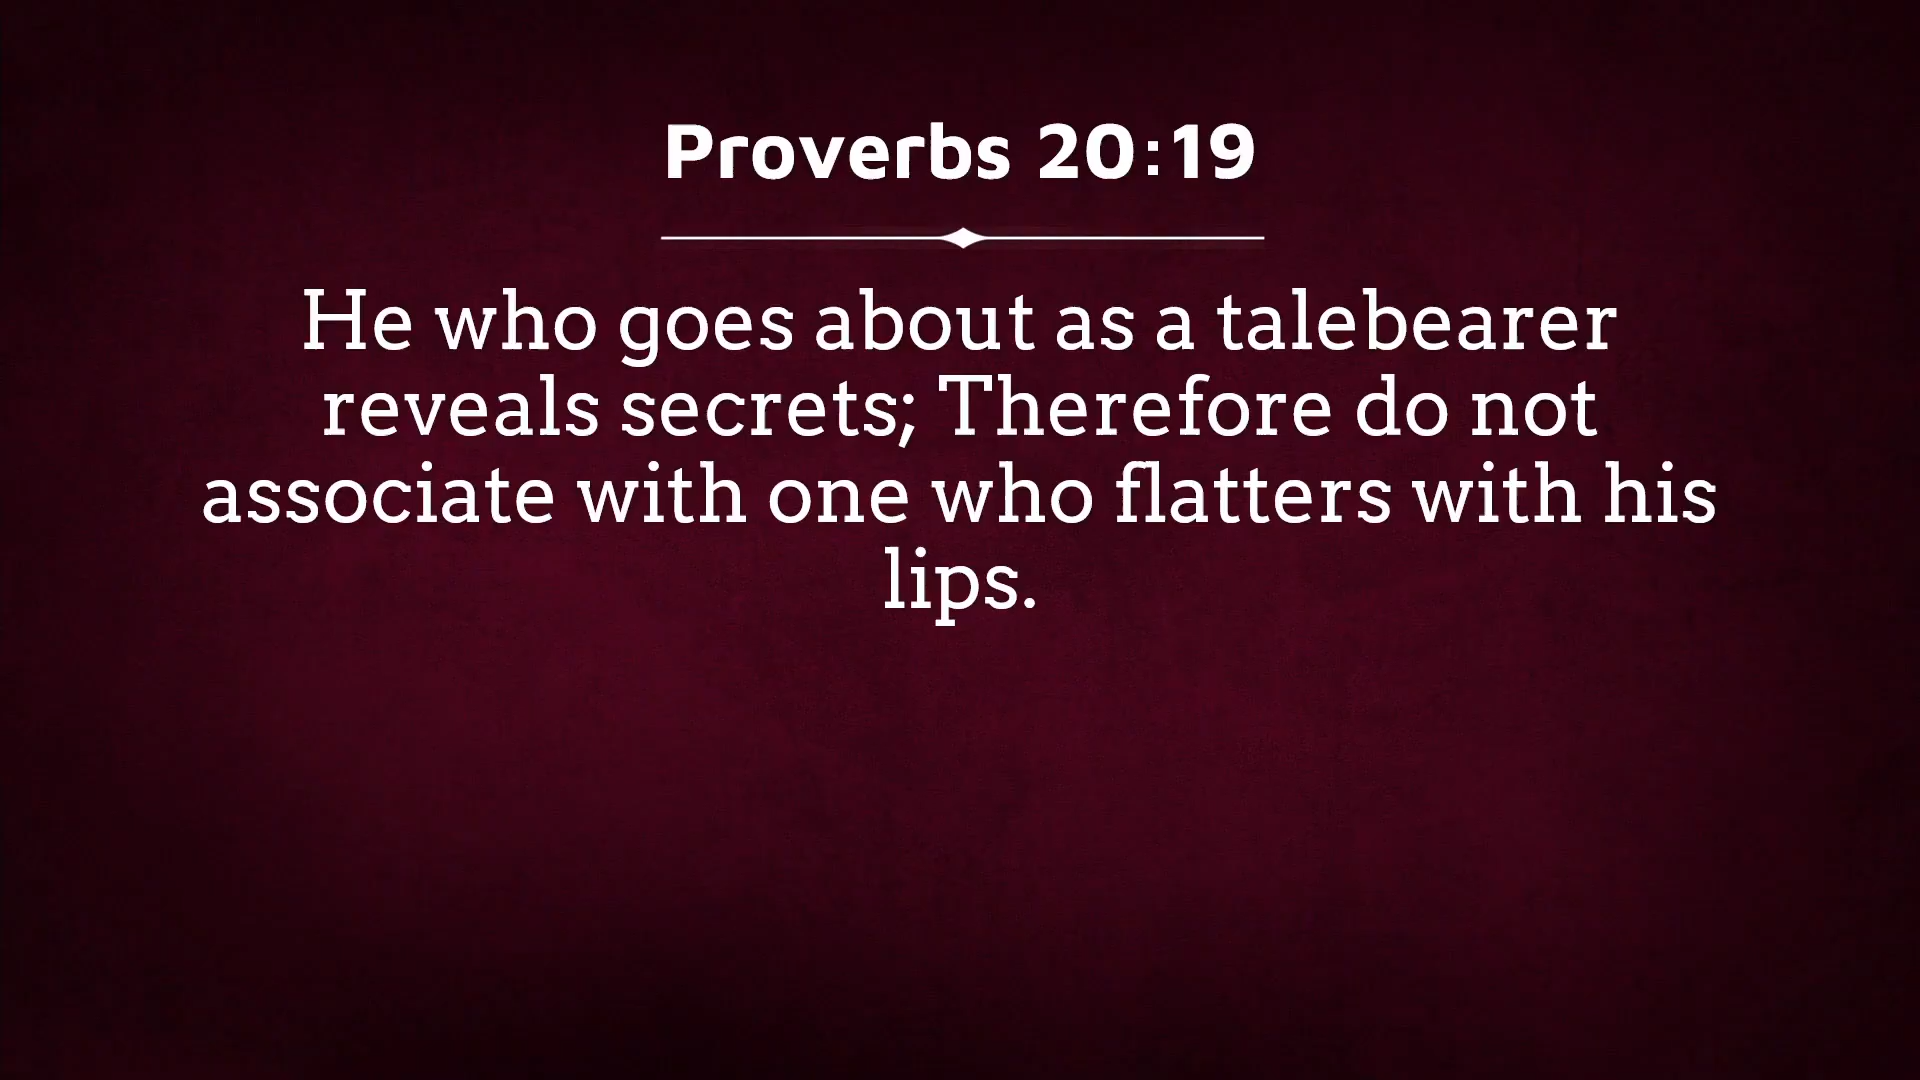 Proverbs 20:19
He who goes about as a talebearer
reveals secrets; Therefore do not
associate with one who flatters with his
lips.